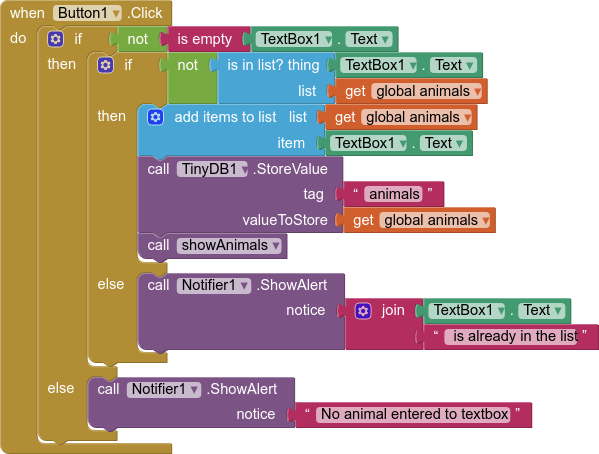 when Button1 .Click
do if not is empty TextBox1 . Text
then if not is in list? thing TextBox1 . Text
list get global animals
then add items to list list get global animals
item TextBox1 . Text
call TinyDB1 .StoreValue
tag “ animals ”
valueToStore get global animals
call showAnimals
else call Notifier1 .ShowAlert
notice join TextBox1 . Text
“ is already in the list ”
else call Notifier1 .ShowAlert
notice “ No animal entered to textbox ”